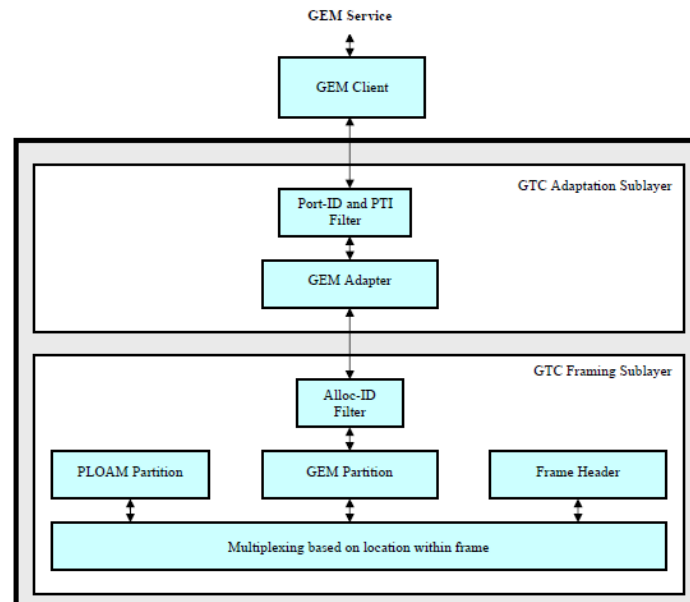 GEM Service
GEM Client
GTC Adaptation Sublayer
Port-ID and PTI
Filter
GEM Adapter
GTC Framing Sublayer
Alloc-ID
Filter
PLOAM Partition
GEM Partition
Frame Header
Multiplexing based on location within frame